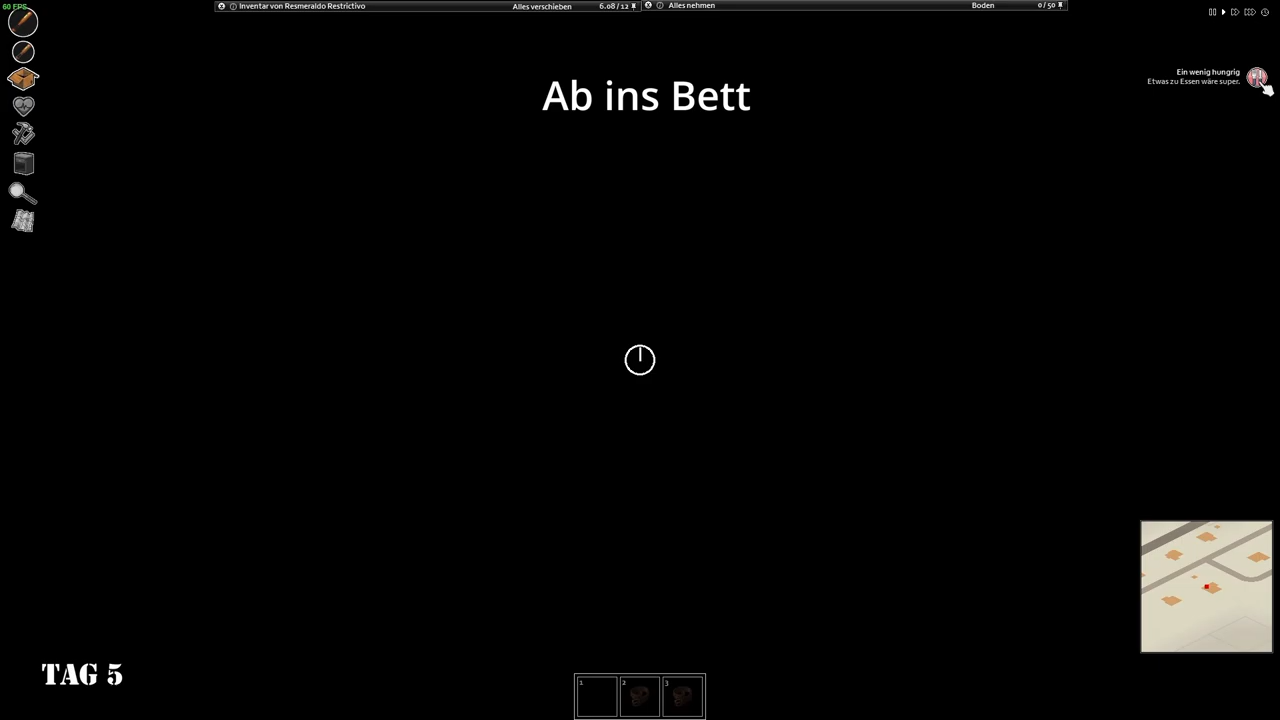 60 FPS
Inventar von Resmeraldo Restrictivo Alles verschieben 6.08 / 12
Alles nehmen Boden 0 / 50
Ein wenig hungrig
Etwas zu Essen wäre super.
Ab ins Bett
TAG 5
1 2 3